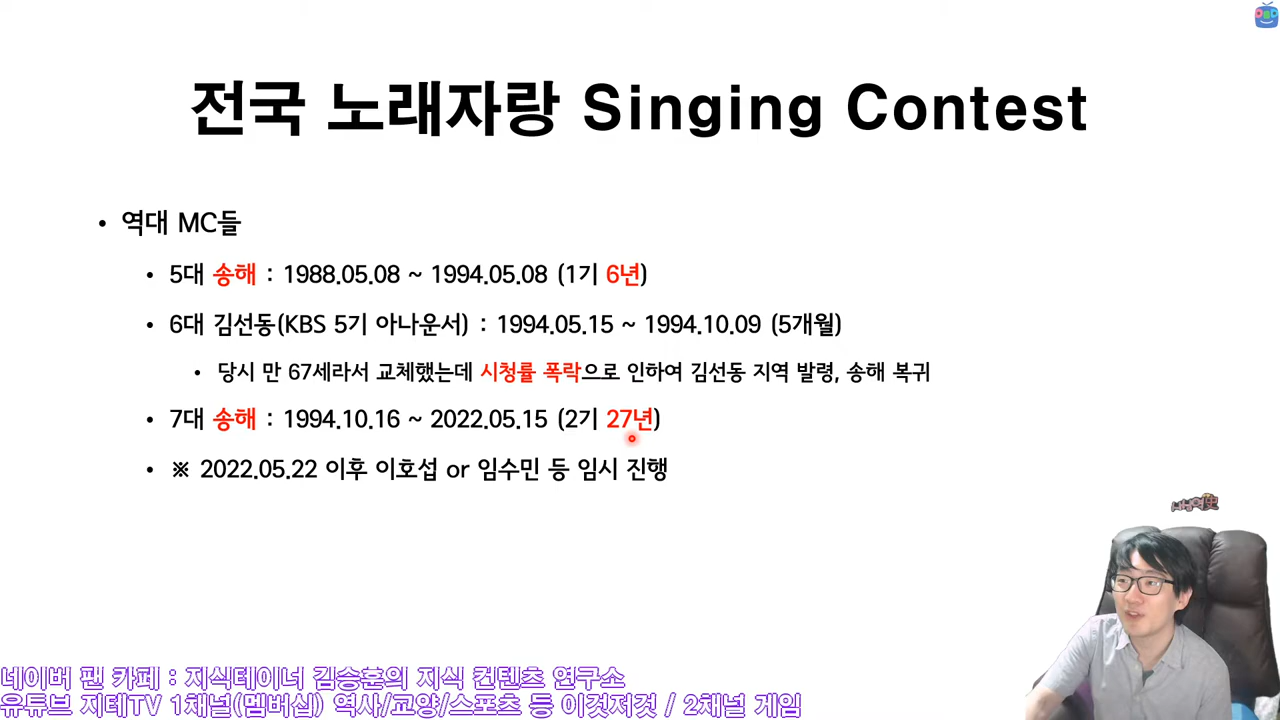 전국 노래자랑 Singing Contest
• 역대 MC들
• 5대 송해 : 1988.05.08 ~ 1994.05.08 (1기 6년)
• 6대 김선동(KBS 5기 아나운서) : 1994.05.15 ~ 1994.10.09 (5개월)
• 당시 만 67세라서 교체했는데 시청률 폭락으로 인하여 김선동 지역 발령, 송해 복귀
• 7대 송해 : 1994.10.16 ~ 2022.05.15 (2기 27년)
• ※ 2022.05.22 이후 이호섭 or 임수민 등 임시 진행
네이버 팬 카페 : 지식테이너 김승훈의 지식 컨텐츠 연구소
유튜브 지테TV 1채널(멤버십) 역사/교양/스포츠 등 이것저것 / 2채널 게임